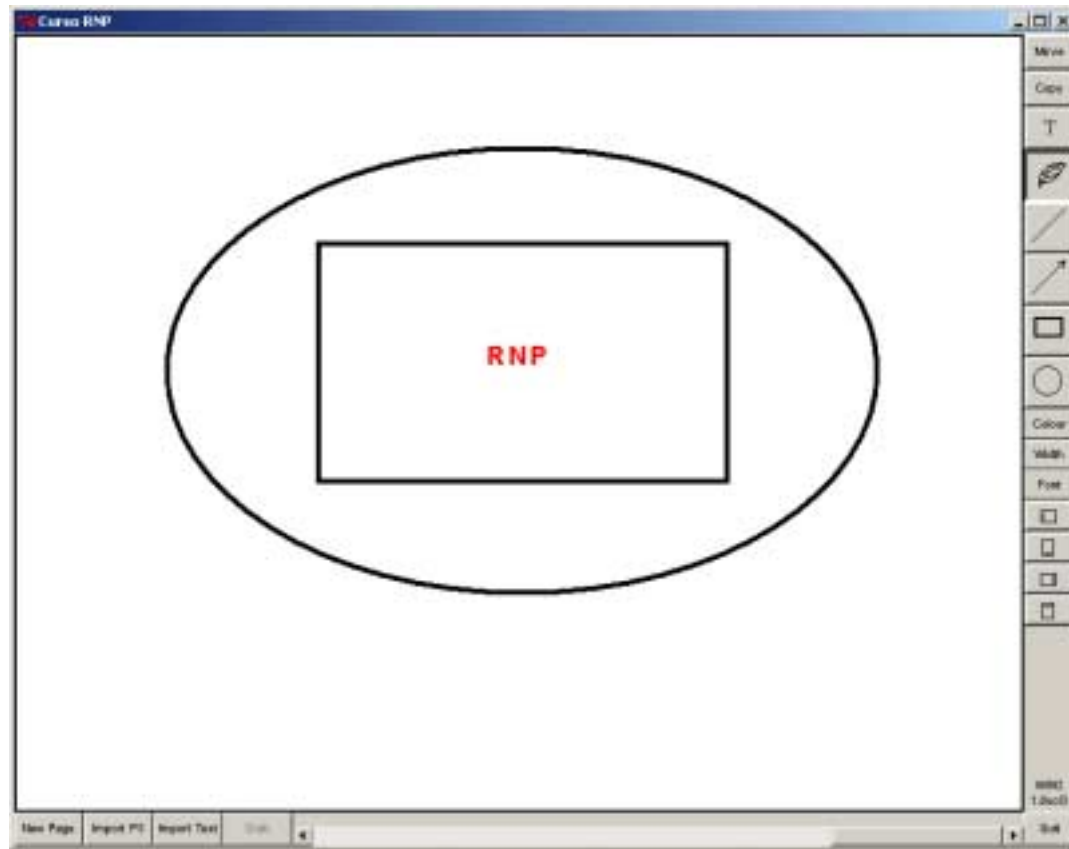 Curso RNP
Move
Copy
T
RNP
Colour
Width
Font
New Page
Import PS
Import Text
Quit